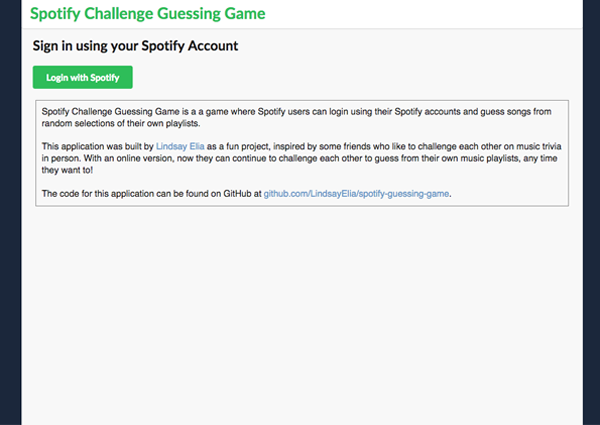 Spotify Challenge Guessing Game
Sign in using your Spotify Account
Login with Spotify
Spotify Challenge Guessing Game is a a game where Spotify users can login using their Spotify accounts and guess songs from
random selections of their own playlists.
This application was built by Lindsay Elia as a fun project, inspired by some friends who like to challenge each other on music trivia
in person. With an online version, now they can continue to challenge each other to guess from their own music playlists, any time
they want to!
The code for this application can be found on GitHub at github.com/LindsayElia/spotify-guessing-game.